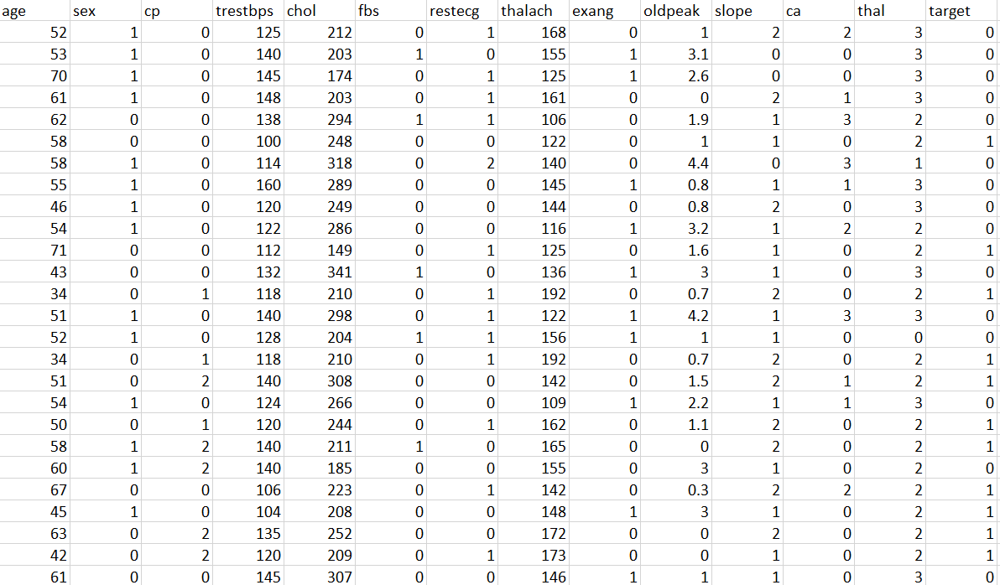 age sex cp trestbps chol fbs restecg thalach exang oldpeak slope ca thal target
52 1 0 125 212 0 1 168 0 1 2 2 3 0
53 1 0 140 203 1 0 155 1 3.1 0 0 3 0
70 1 0 145 174 0 1 125 1 2.6 0 0 3 0
61 1 0 148 203 0 1 161 0 0 2 1 3 0
62 0 0 138 294 1 1 106 0 1.9 1 3 2 0
58 0 0 100 248 0 0 122 0 1 1 0 2 1
58 1 0 114 318 0 2 140 0 4.4 0 3 1 0
55 1 0 160 289 0 0 145 1 0.8 1 1 3 0
46 1 0 120 249 0 0 144 0 0.8 2 0 3 0
54 1 0 122 286 0 0 116 1 3.2 1 2 2 0
71 0 0 112 149 0 1 125 0 1.6 1 0 2 1
43 0 0 132 341 1 0 136 1 3 1 0 3 0
34 0 1 118 210 0 1 192 0 0.7 2 0 2 1
51 1 0 140 298 0 1 122 1 4.2 1 3 3 0
52 1 0 128 204 1 1 156 1 1 1 0 0 0
34 0 1 118 210 0 1 192 0 0.7 2 0 2 1
51 0 2 140 308 0 0 142 0 1.5 2 1 2 1
54 1 0 124 266 0 0 109 1 2.2 1 1 3 0
50 0 1 120 244 0 1 162 0 1.1 2 0 2 1
58 1 2 140 211 1 0 165 0 0 2 0 2 1
60 1 2 140 185 0 0 155 0 3 1 0 2 0
67 0 0 106 223 0 1 142 0 0.3 2 2 2 1
45 1 0 104 208 0 0 148 1 3 1 0 2 1
63 0 2 135 252 0 0 172 0 0 2 0 2 1
42 0 2 120 209 0 1 173 0 0 1 0 2 1
61 0 0 145 307 0 0 146 1 1 1 0 3 0